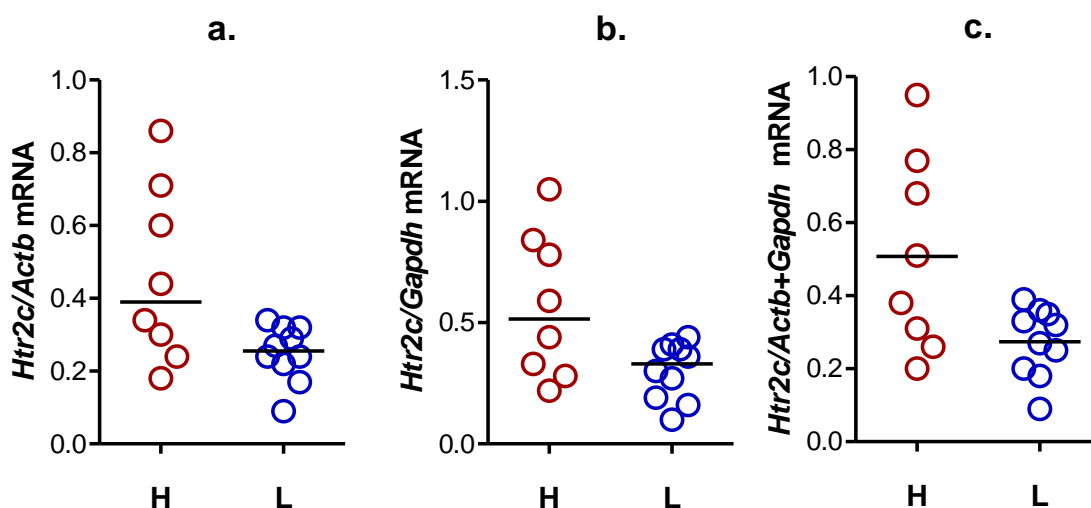 a.
Htr2c/Actb mRNA
1.0
0.8
0.6
0.4
0.2
0.0
H L
b.
Htr2c/Gapdh mRNA
1.5
1.0
0.5
0.0
H L
c.
Htr2c/Actb+Gapdh mRNA
1.0
0.8
0.6
0.4
0.2
0.0
H L